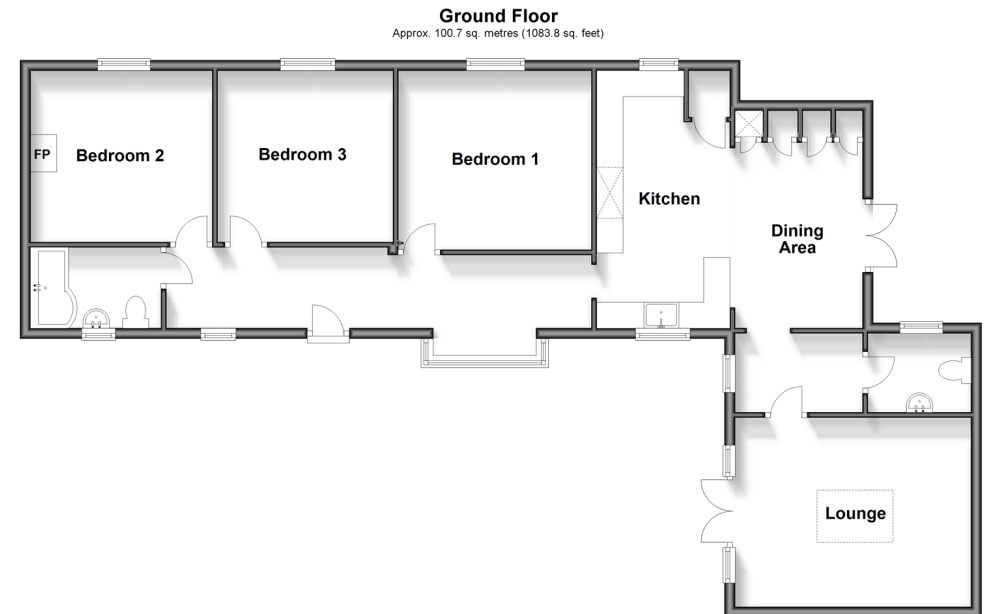 Ground Floor
Approx. 100.7 sq. metres (1083.8 sq. feet)
FP
Bedroom 2
Bedroom 3
Bedroom 1
Kitchen
Dining
Area
Lounge